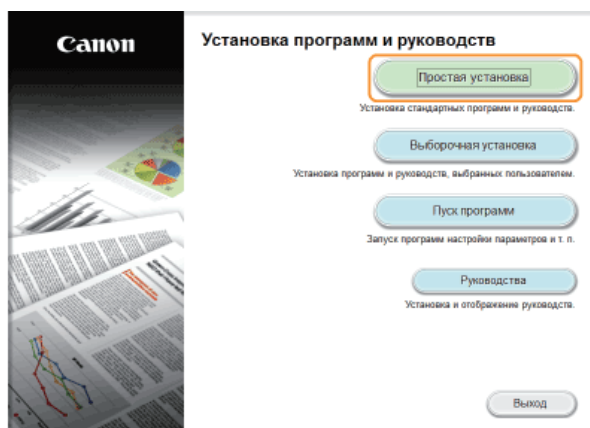 Canon
Установка программ и руководств
Простая установка
Установка стандартных программ и руководств.
Выборочная установка
Установка программ и руководств, выбранных пользователем.
Пуск программ
Запуск программ настройки параметров и т. п.
Руководства
Установка и отображение руководств.
Выход